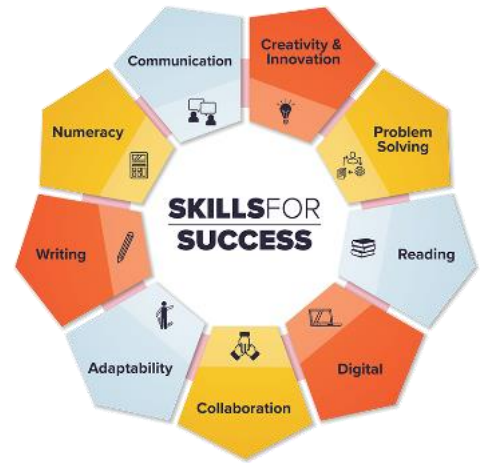 SKILLSFOR
SUCCESS
Creativity &
Innovation
Problem
Solving
Reading
Digital
Collaboration
Adaptability
Writing
Numeracy
Communication